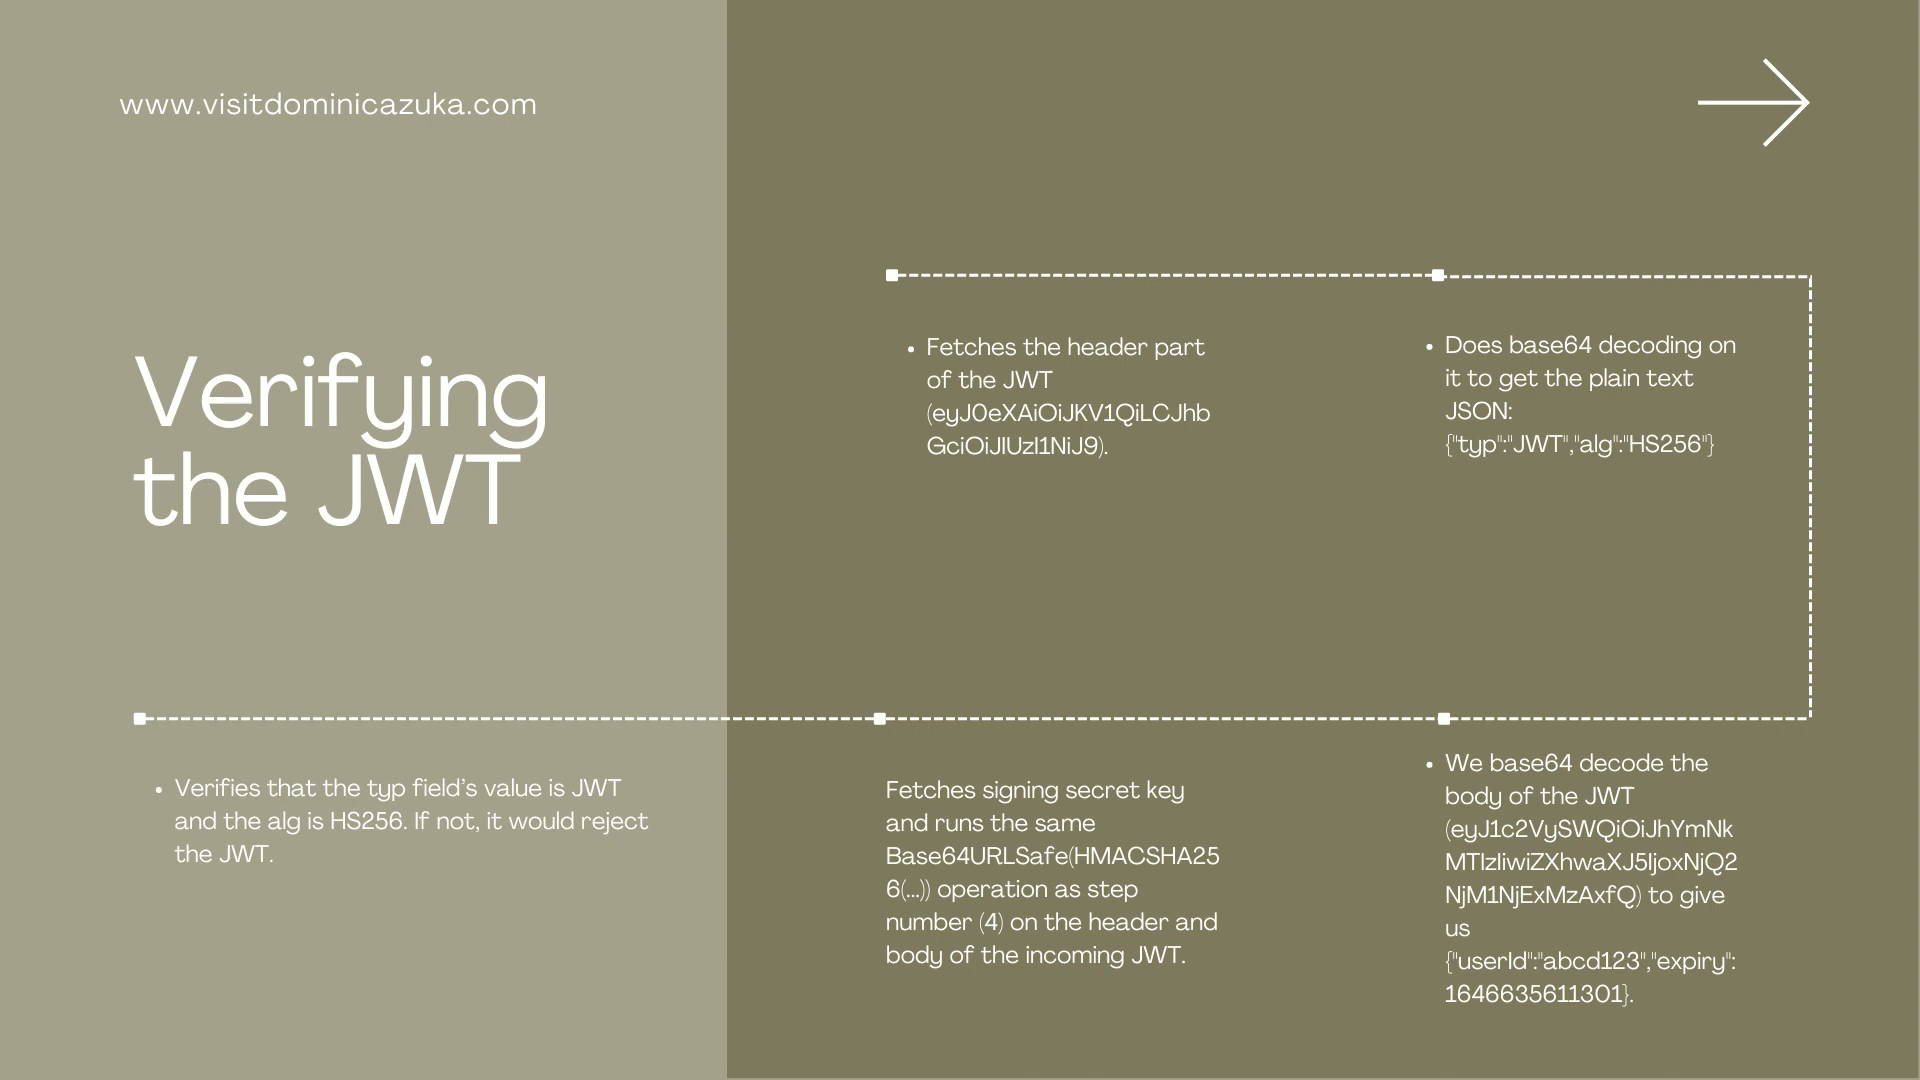 www.visitdominicazuka.com
Verifying
the JWT
• Fetches the header part
of the JWT
(eyJ0eXAiOiJKV1QiLCJhb
GciOiJIUzI1NiJ9).
• Does base64 decoding on
it to get the plain text
JSON:
{"typ":"JWT","alg":"HS256"}
• Verifies that the typ field’s value is JWT
and the alg is HS256. If not, it would reject
the JWT.
Fetches signing secret key
and runs the same
Base64URLSafe(HMACSHA25
6(...)) operation as step
number (4) on the header and
body of the incoming JWT.
• We base64 decode the
body of the JWT
(eyJ1c2VySWQiOiJhYmNk
MTIzIiwiZXhwaXJ5IjoxNjQ2
NjM1NjExMzAxfQ) to give
us
{"userId":"abcd123","expiry":
1646635611301}.